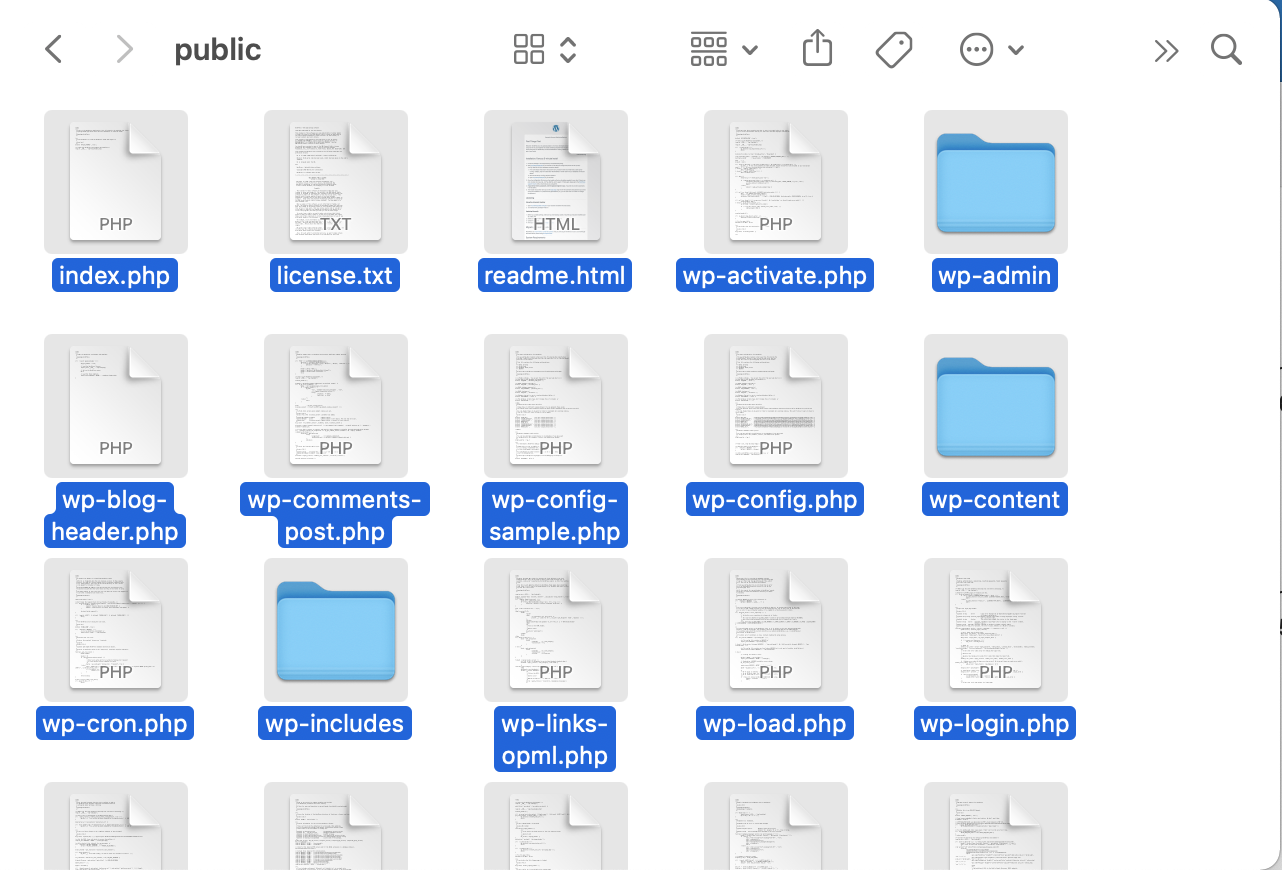 public
PHP
TXT
HTML
PHP
index.php
license.txt
readme.html
wp-activate.php
wp-admin
PHP
PHP
PHP
PHP
wp-blog-
header.php
wp-comments-
post.php
wp-config-
sample.php
wp-config.php
wp-content
PHP
PHP
PHP
PHP
wp-cron.php
wp-includes
wp-links-
opml.php
wp-load.php
wp-login.php